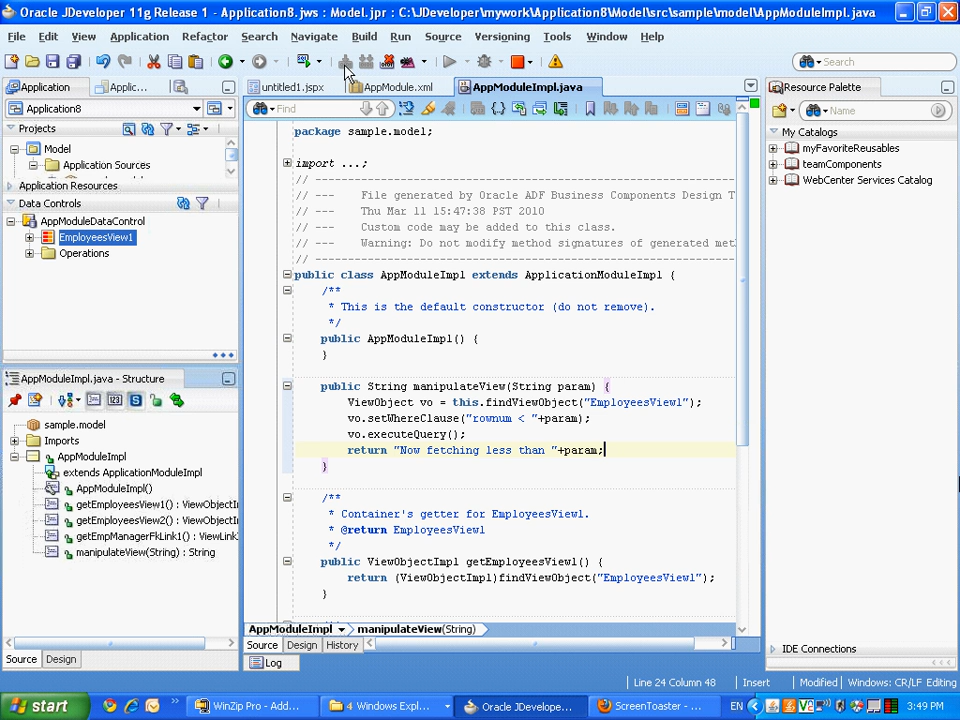 Oracle JDeveloper 11g Release 1 - Application8.jws : Model.jpr : C:\JDeveloper\mywork\Application8\Model\src\sample\model\AppModuleImpl.java
File Edit View Application Refactor Search Navigate Build Run Source Versioning Tools Window Help
Search
Application
Applic...
untitled1.jspx
AppModule.xml
AppModuleImpl.java
Resource Palette
Application8
Find
Name
Projects
Model
Application Sources
Application Resources
Data Controls
AppModuleDataControl
EmployeesView1
Operations
package sample.model;
import ...;
// ---    File generated by Oracle ADF Business Components Design T
// ---    Thu Mar 11 15:47:38 PST 2010
// ---    Custom code may be added to this class.
// ---    Warning: Do not modify method signatures of generated met
public class AppModuleImpl extends ApplicationModuleImpl {
/**
* This is the default constructor (do not remove).
*/
public AppModuleImpl() {
}
public String manipulateView(String param) {
ViewObject vo = this.findViewObject("EmployeesView1");
vo.setWhereClause("rownum < "+param);
vo.executeQuery();
return "Now fetching less than "+param;
}
/**
* Container's getter for EmployeesView1.
* @return EmployeesView1
*/
public ViewObjectImpl getEmployeesView1() {
return (ViewObjectImpl)findViewObject("EmployeesView1");
}
My Catalogs
myFavoriteReusables
teamComponents
WebCenter Services Catalog
IDE Connections
AppModuleImpl.java - Structure
sample.model
Imports
AppModuleImpl
extends ApplicationModuleImpl
AppModuleImpl()
getEmployeesView1() : ViewObjectI
getEmployeesView2() : ViewObjectI
getEmpManagerFkLink1() : ViewLink
manipulateView(String) : String
Source Design
AppModuleImpl
manipulateView(String)
Source Design History
Log
Line 24 Column 48
Insert
Modified
Windows: CR/LF Editing
start
WinZip Pro - Add...
4 Windows Expl...
Oracle JDevelope...
ScreenToaster - ...
EN
3:49 PM